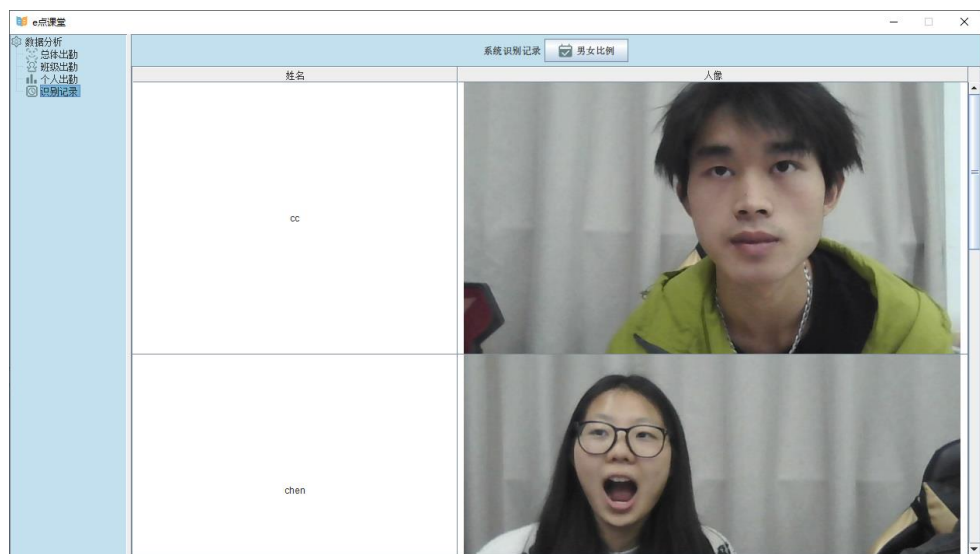 e点课堂
数据分析
总体出勤
班级出勤
个人出勤
识别记录
系统识别记录 男女比例
姓名 人像
cc
chen